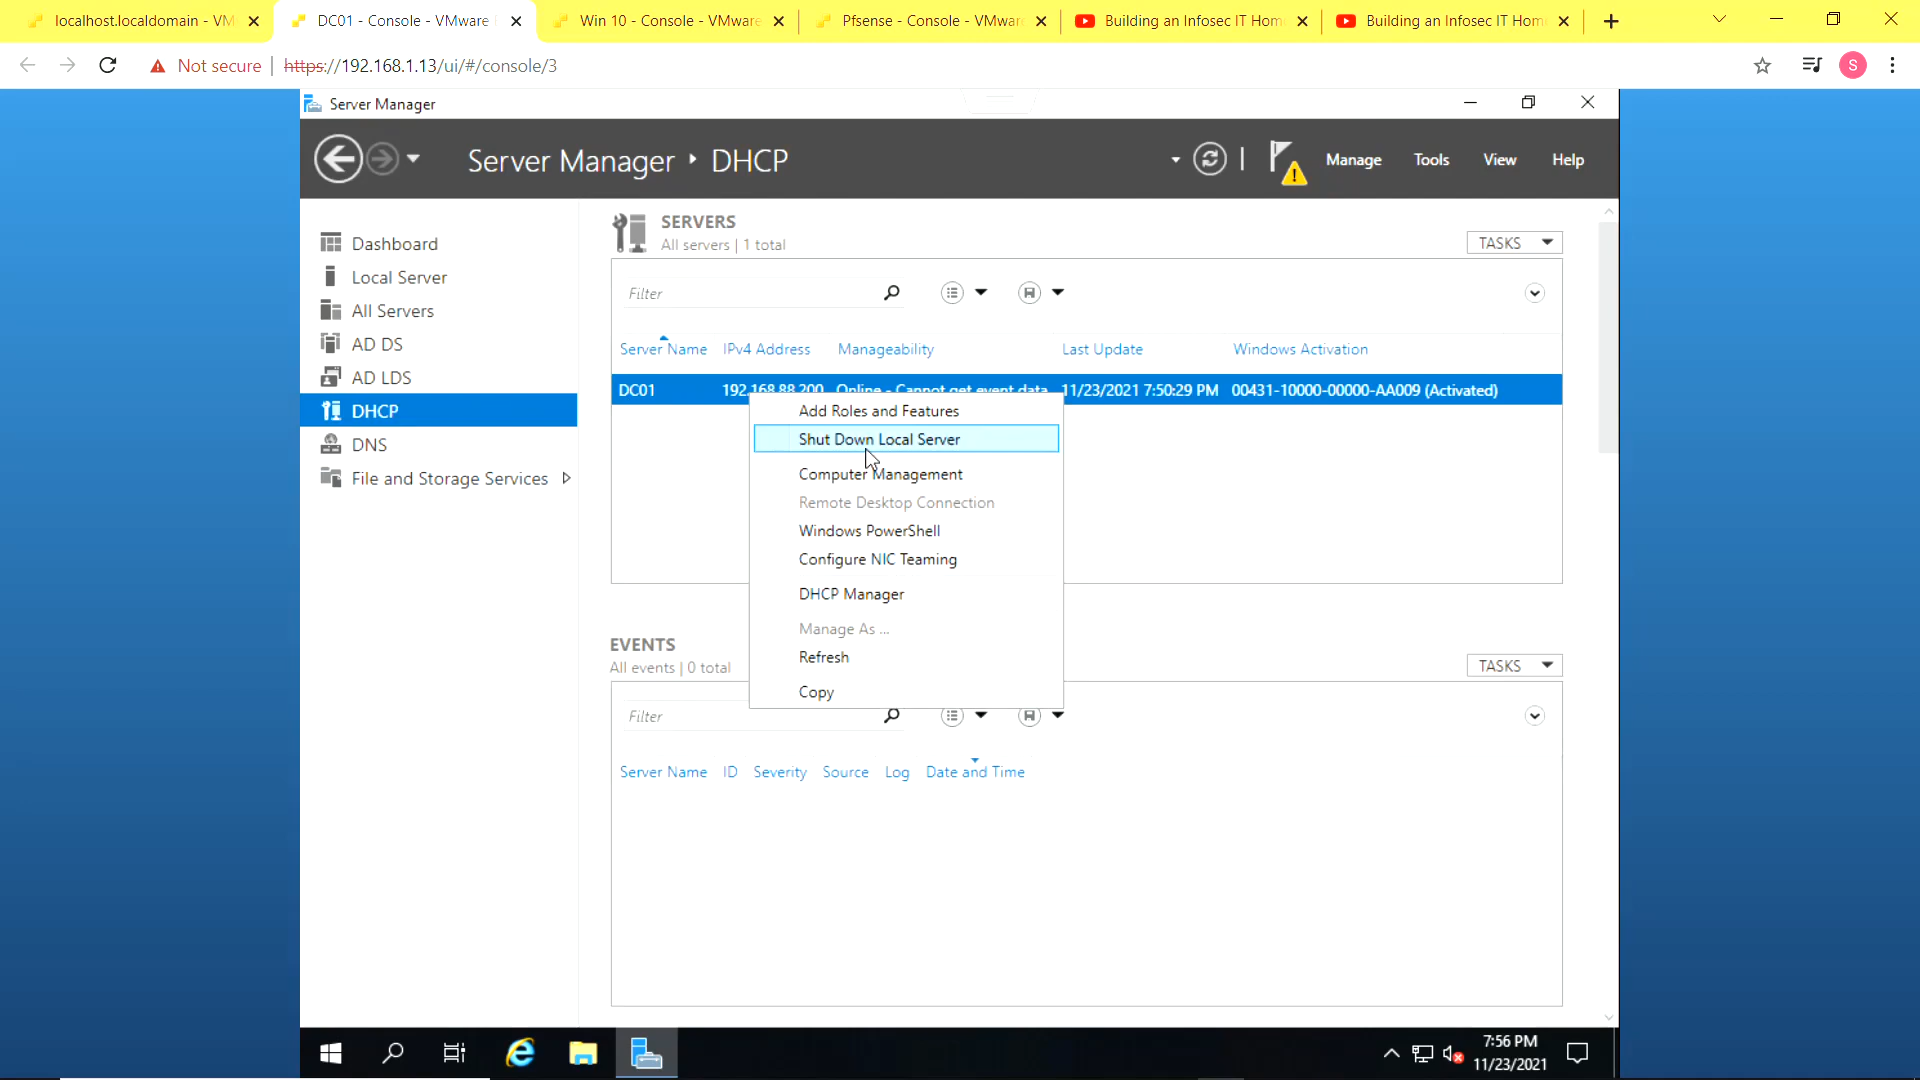 localhost.localdomain - VM
DC01 - Console - VMware
Win 10 - Console - VMware
Pfsense - Console - VMware
Building an Infosec IT Hom
Building an Infosec IT Hom
Not secure | https://192.168.1.13/ui/#/console/3
S
Server Manager
Server Manager ‣ DHCP
Manage Tools View Help
Dashboard
Local Server
All Servers
AD DS
AD LDS
DHCP
DNS
File and Storage Services
SERVERS
All servers | 1 total
TASKS
Filter
Server Name IPv4 Address Manageability Last Update Windows Activation
DC01 192.168.88.200 Online - Cannot get event data 11/23/2021 7:50:29 PM 00431-10000-00000-AA009 (Activated)
Add Roles and Features
Shut Down Local Server
Computer Management
Remote Desktop Connection
Windows PowerShell
Configure NIC Teaming
DHCP Manager
Manage As ...
Refresh
Copy
EVENTS
All events | 0 total
TASKS
Filter
Server Name ID Severity Source Log Date and Time
7:56 PM
11/23/2021